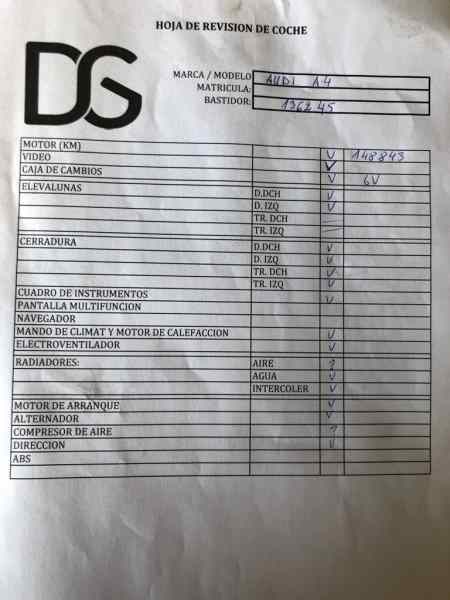 HOJA DE REVISION DE COCHE
DG
MARCA / MODELO AUDI A4
MATRICULA:
BASTIDOR: 136245
MOTOR (KM) V 148843
VIDEO V
CAJA DE CAMBIOS V 6V
ELEVALUNAS D.DCH V
D. IZQ V
TR. DCH —
TR. IZQ —
CERRADURA D.DCH V
D. IZQ V
TR. DCH V
TR. IZQ V
CUADRO DE INSTRUMENTOS V
PANTALLA MULTIFUNCION
NAVEGADOR
MANDO DE CLIMAT Y MOTOR DE CALEFACCION V
ELECTROVENTILADOR V
RADIADORES: AIRE ?
AGUA V
INTERCOLER V
MOTOR DE ARRANQUE V
ALTERNADOR V
COMPRESOR DE AIRE ?
DIRECCION V
ABS